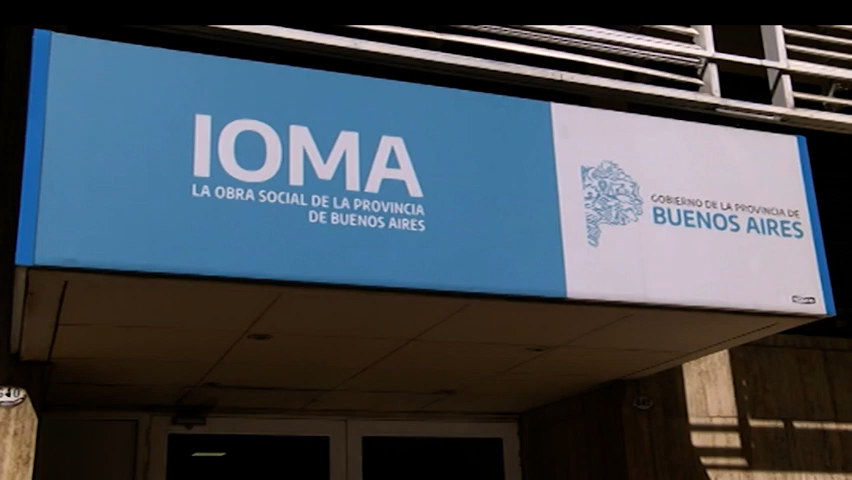 IOMA
LA OBRA SOCIAL DE LA PROVINCIA
DE BUENOS AIRES
GOBIERNO DE LA PROVINCIA DE
BUENOS AIRES